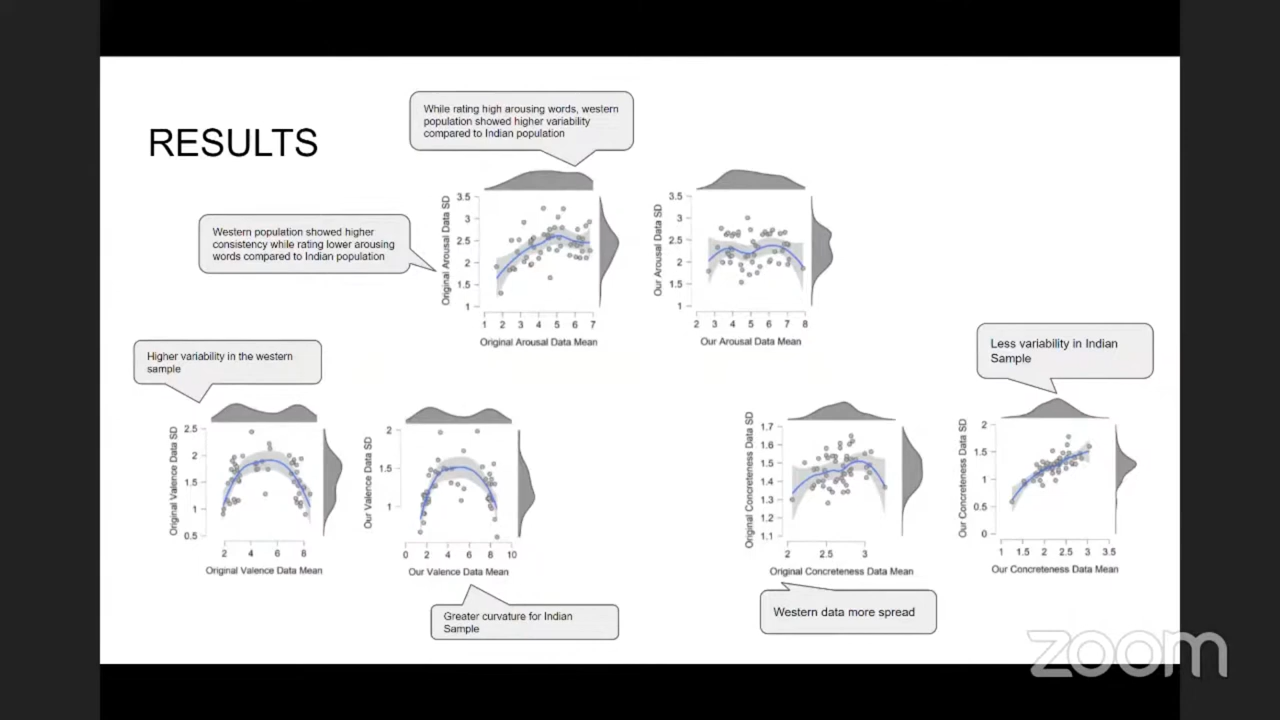 RESULTS
While rating high arousing words, western
population showed higher variability
compared to Indian population
Western population showed higher
consistency while rating lower arousing
words compared to Indian population
Original Arousal Data SD
3.5
3
2.5
2
1.5
1
1 2 3 4 5 6 7
Original Arousal Data Mean
Our Arousal Data SD
3.5
3
2.5
2
1.5
1
2 3 4 5 6 7 8
Our Arousal Data Mean
Higher variability in the western
sample
Original Valence Data SD
2.5
2
1.5
1
0.5
2 4 6 8
Original Valence Data Mean
Our Valence Data SD
2
1.5
1
0 2 4 6 8 10
Our Valence Data Mean
Greater curvature for Indian
Sample
Original Concreteness Data SD
1.7
1.6
1.5
1.4
1.3
1.2
1.1
2 2.5 3
Original Concreteness Data Mean
Western data more spread
Less variability in Indian
Sample
Our Concreteness Data SD
2
1.5
1
0.5
0
1 1.5 2 2.5 3 3.5
Our Concreteness Data Mean
zoom